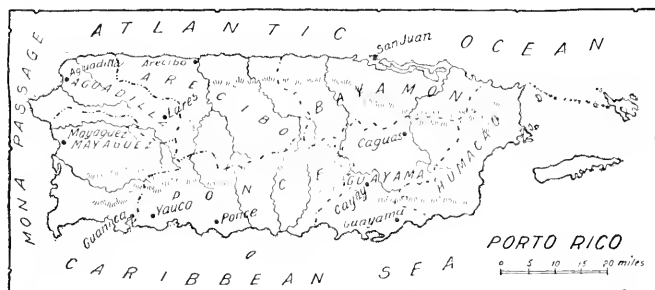 ATLANTIC OCEAN
San Juan
Aguadilla
Arecibo
AGUADILLA
ARECIBO
BAYAMON
Lares
MONA PASSAGE
Mayaguez
MAYAGUEZ
Caguas
PONCE
GUAYAMA
HUMACAO
Cayey
Guanica
Yauco
Ponce
Guayama
PORTO RICO
0 5 10 15 20 miles
CARIBBEAN SEA